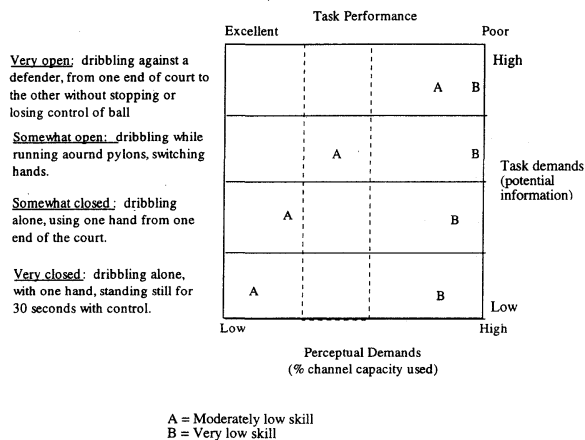 Task Performance
Excellent
Poor
Very open: dribbling against a
defender, from one end of court to
the other without stopping or
losing control of ball
High
A
B
Somewhat open: dribbling while
running aournd pylons, switching
hands.
A
B
Task demands
(potential
information)
Somewhat closed : dribbling
alone, using one hand from one
end of the court.
A
B
Very closed: dribbling alone,
with one hand, standing still for
30 seconds with control.
A
B
Low
Low
High
Perceptual Demands
(% channel capacity used)
A = Moderately low skill
B = Very low skill